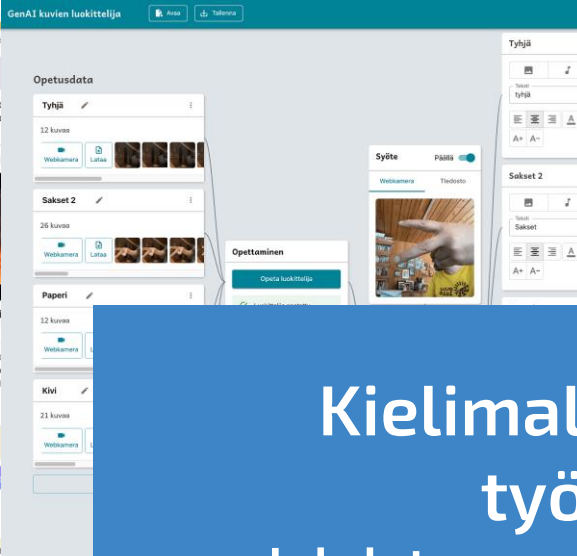 GenAI kuvien luokittelija
Avaa
Tallenna
Opetusdata
Tyhjä
12 kuvaa
Webkamera
Lataa
Sakset 2
26 kuvaa
Webkamera
Lataa
Paperi
12 kuvaa
Webkamera
Kivi
21 kuvaa
Webkamera
Opettaminen
Opeta luokittelija
Syöte
Päällä
Webkamera
Tiedosto
Tyhjä
Teksti
tyhjä
A+ A-
Sakset 2
Teksti
Sakset
A+ A-
Kielimal
työ